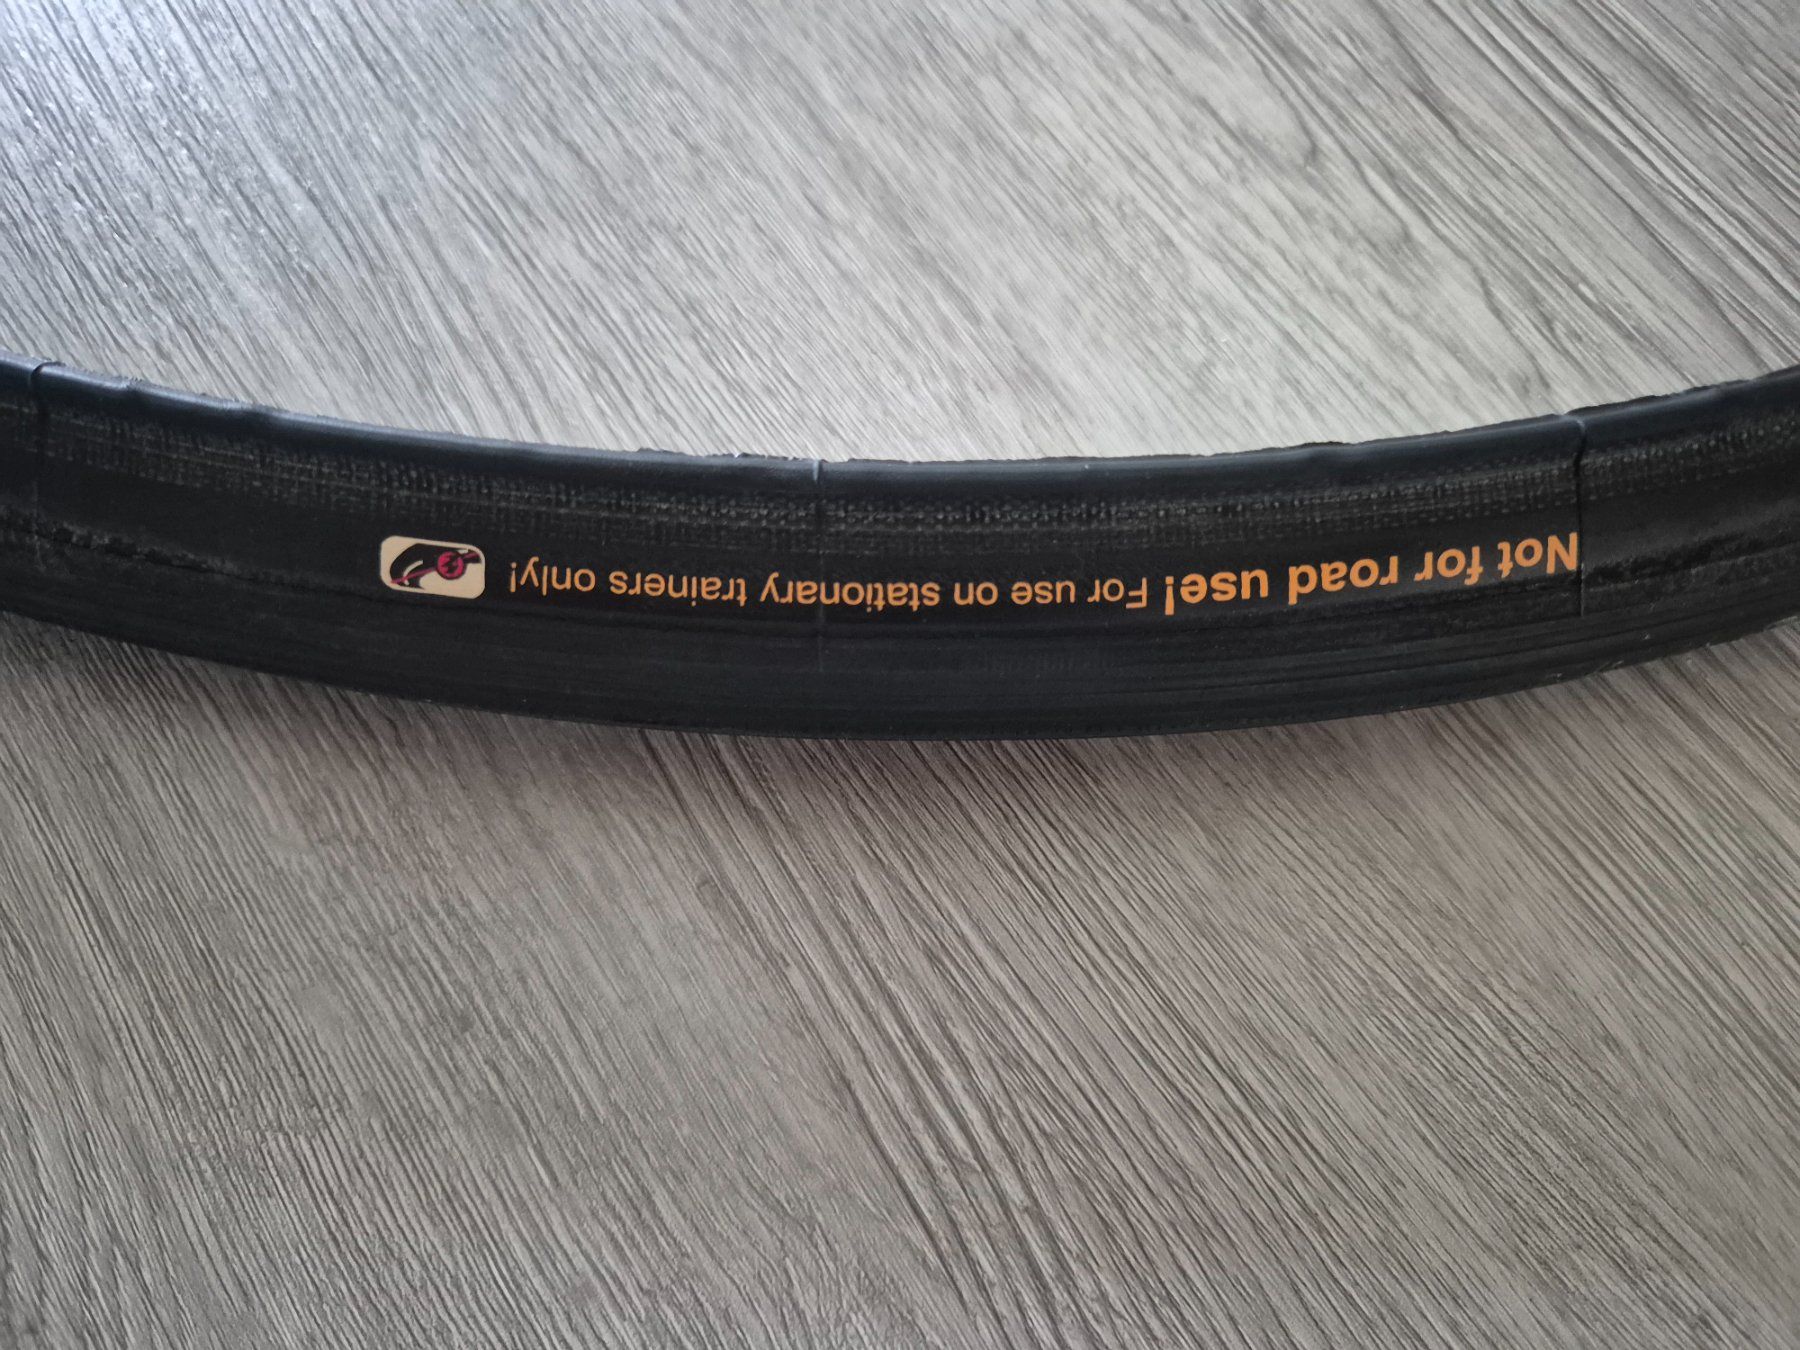 Not for road use! For use on stationary trainers only!